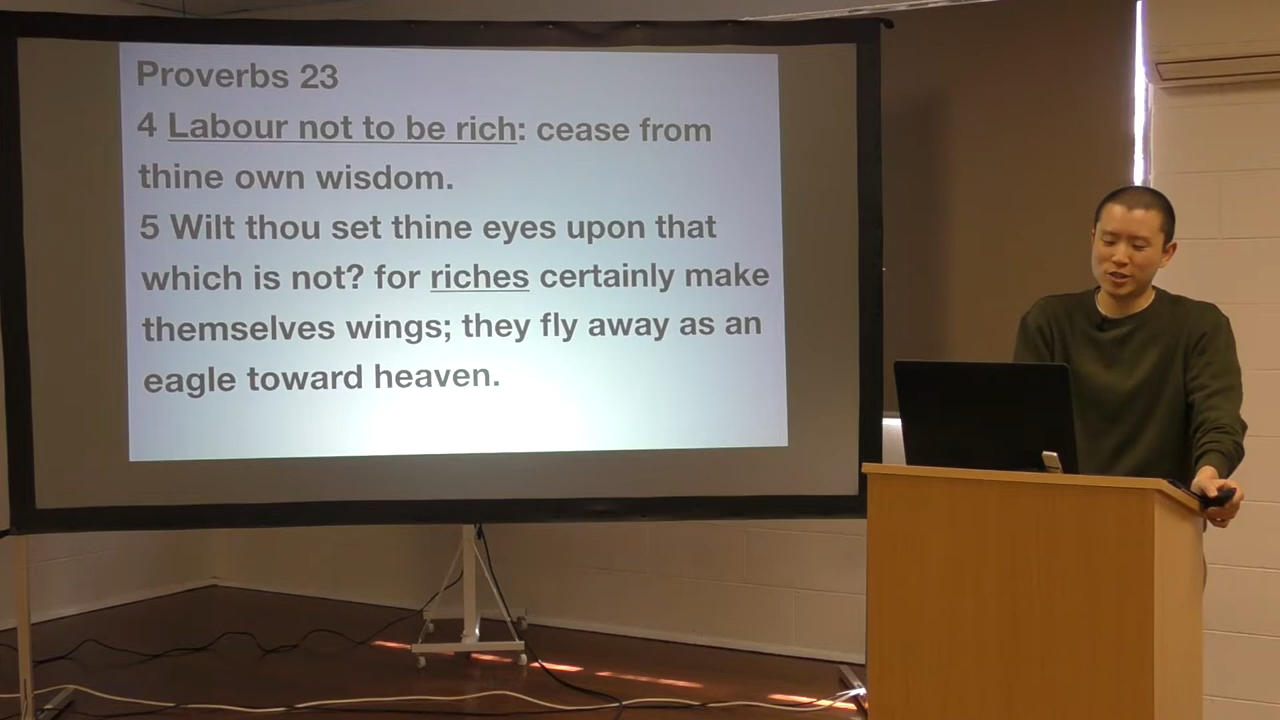 Proverbs 23
4 Labour not to be rich: cease from
thine own wisdom.
5 Wilt thou set thine eyes upon that
which is not? for riches certainly make
themselves wings; they fly away as an
eagle toward heaven.